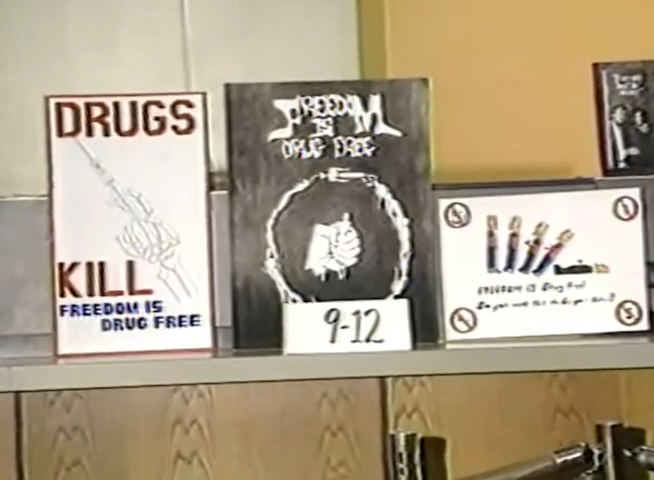 DRUGS
KILL
FREEDOM IS
DRUG FREE
FREEDOM
IS
DRUG FREE
9-12
FREEDOM IS Drug Free!